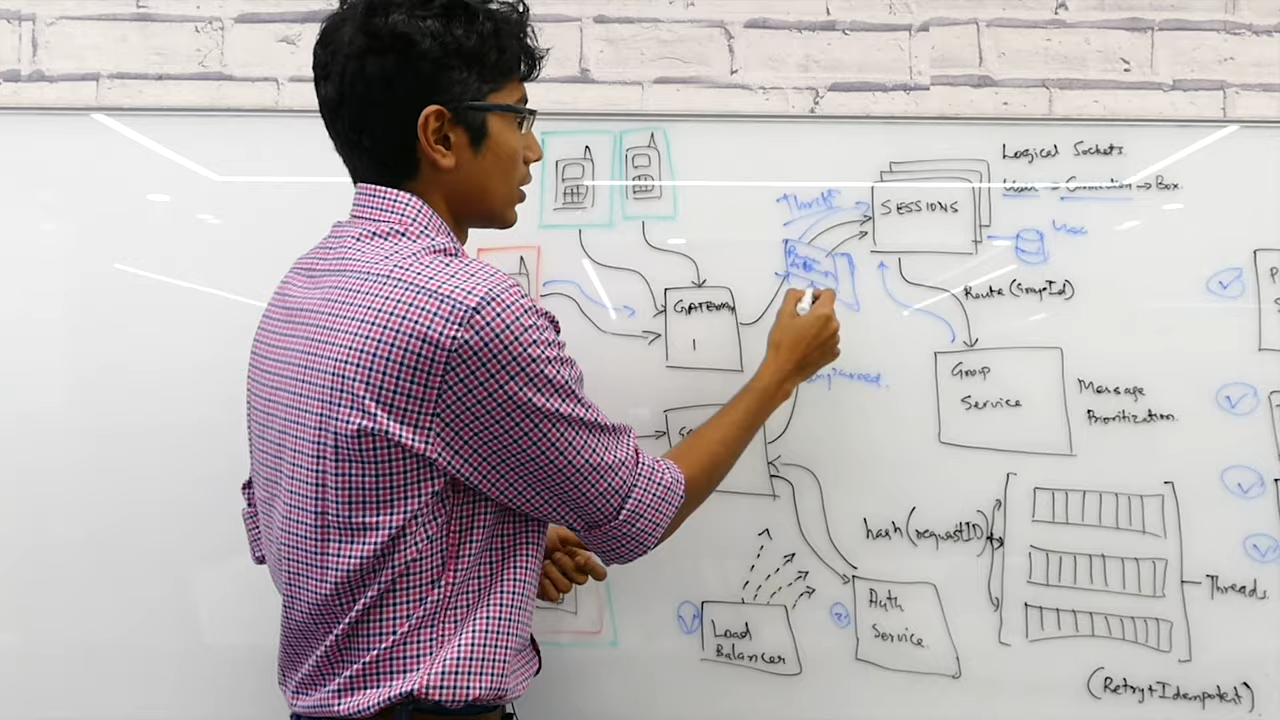 Logical Sockets
User → Connection → Box.
Thrift
SESSIONS
GATEWAY
1
Route(GroupId)
Group
Service
Message
Prioritization.
hash(requestID)
Threads
Load
Balancer
Auth
Service
(Retry+Idempotent)